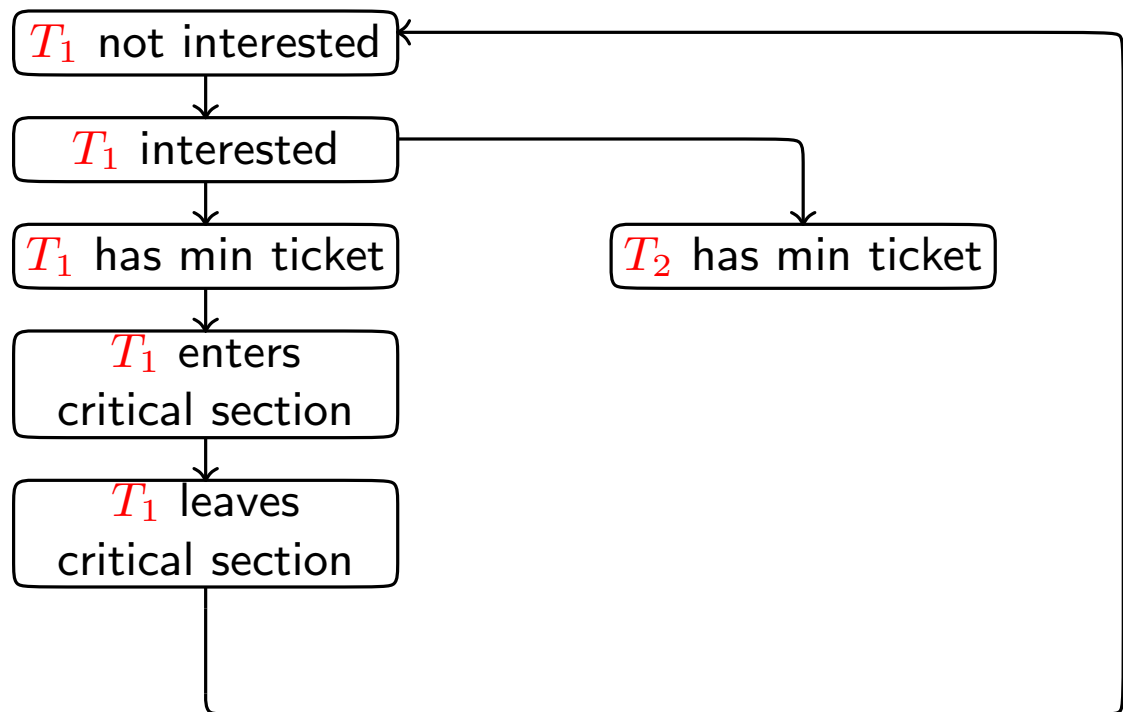 T₁ not interested
T₁ interested
T₁ has min ticket
T₂ has min ticket
T₁ enters
critical section
T₁ leaves
critical section